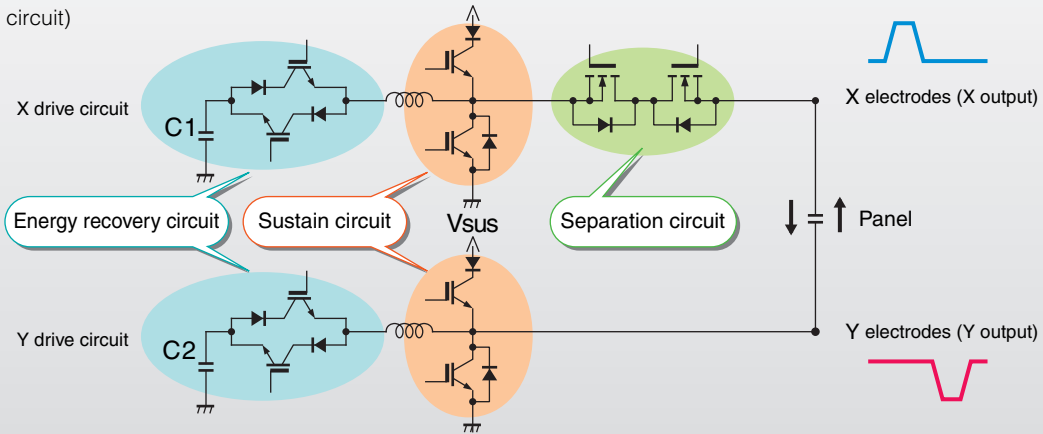 circuit)
X drive circuit
C1
X electrodes (X output)
Energy recovery circuit
Sustain circuit
Separation circuit
Vsus
Panel
Y drive circuit
C2
Y electrodes (Y output)